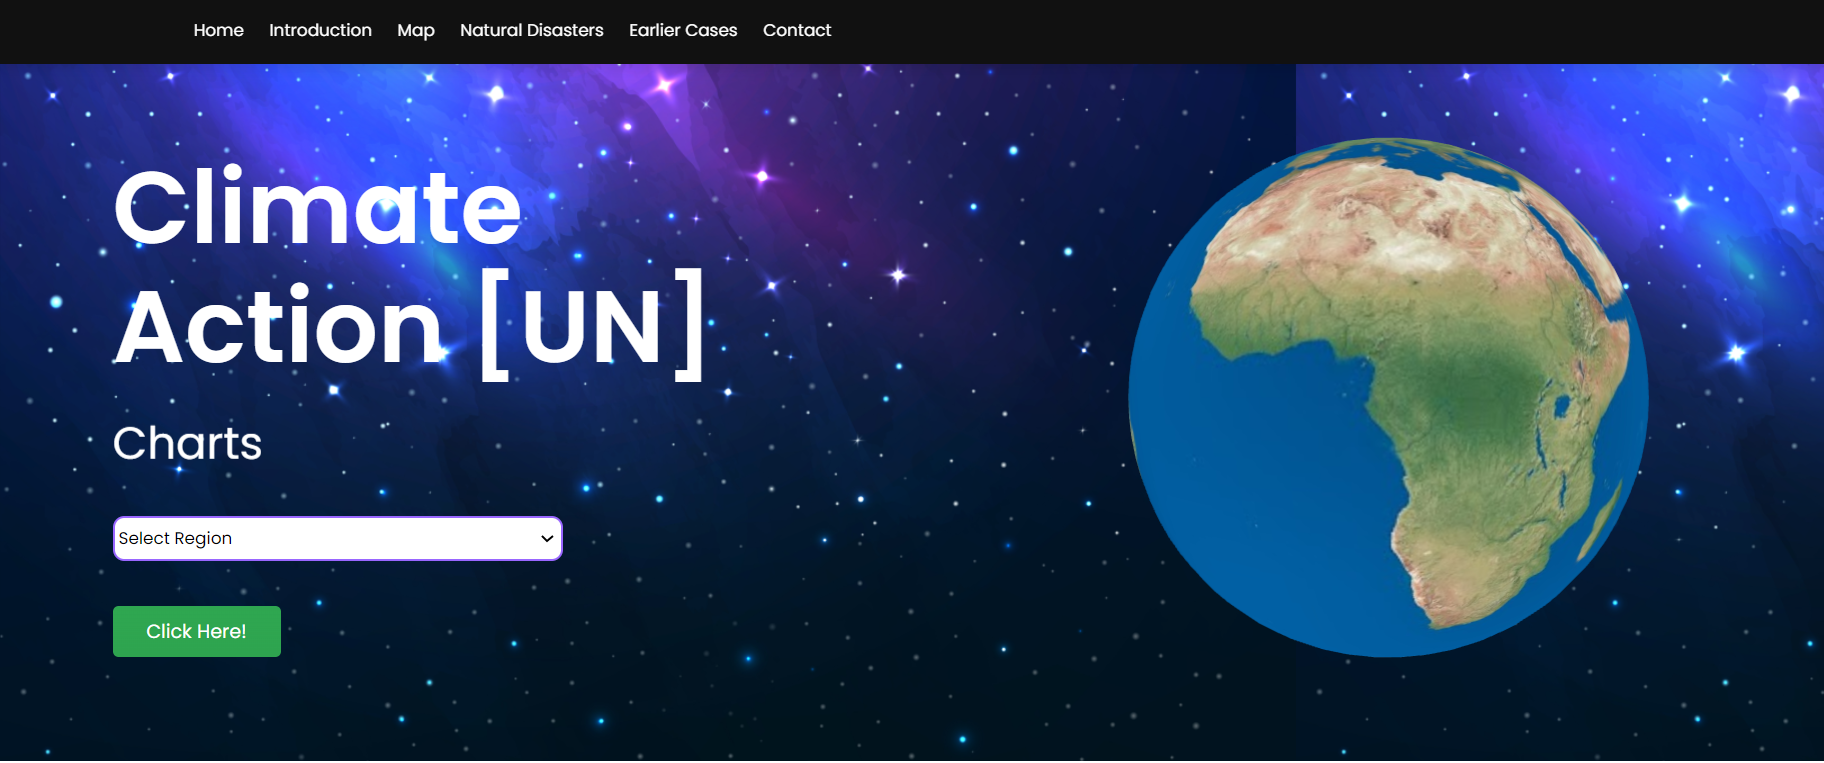 Home Introduction Map Natural Disasters Earlier Cases Contact
Climate
Action [UN]
Charts
Select Region
Click Here!